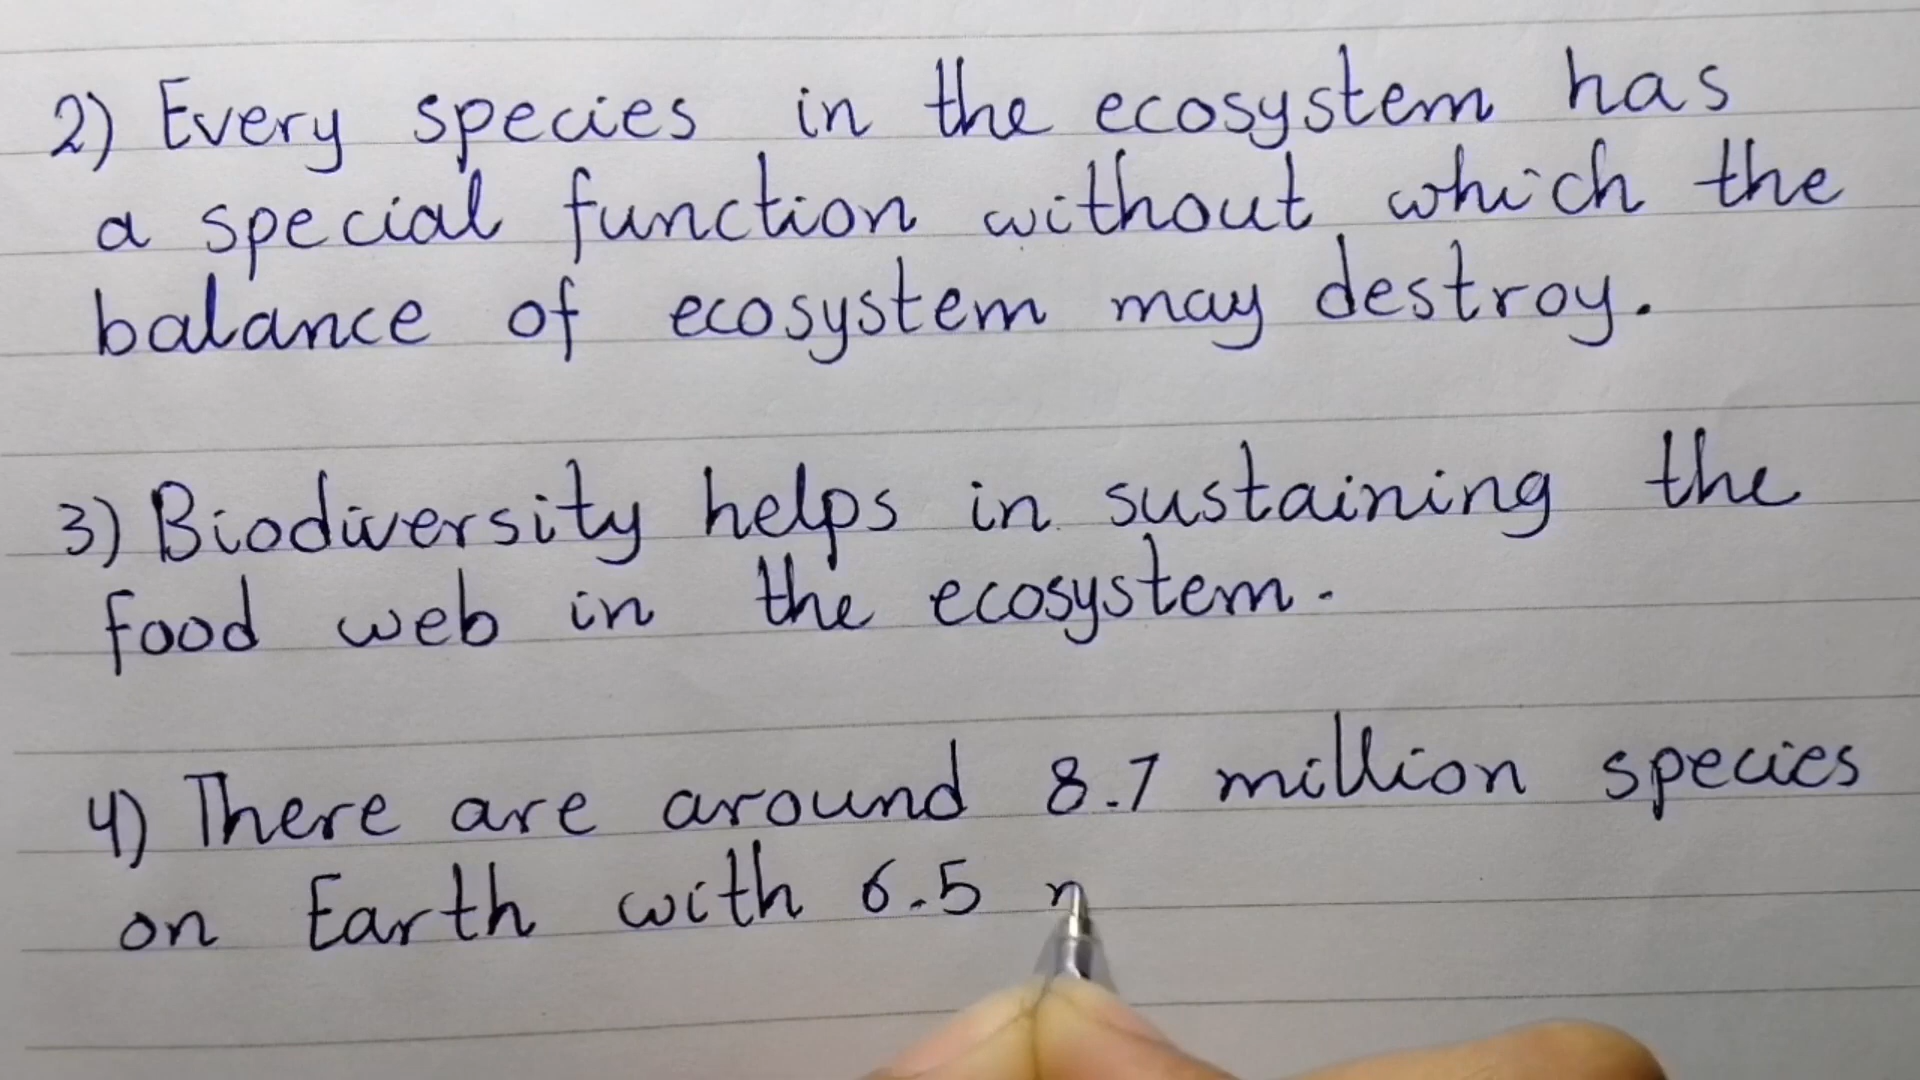 2) Every species in the ecosystem has
a special function without which the
balance of ecosystem may destroy.
3) Biodiversity helps in sustaining the
food web in the ecosystem.
4) There are around 8.7 million species
on Earth with 6.5